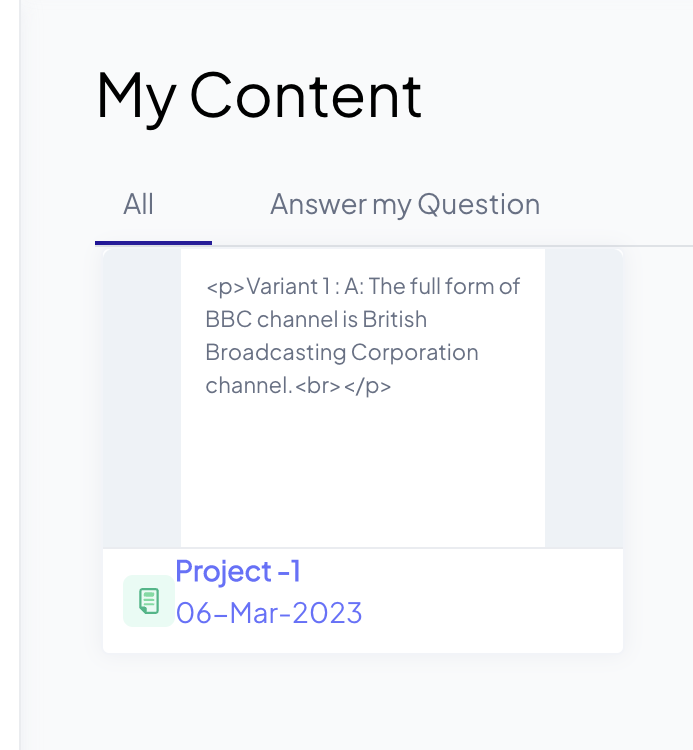 My Content
All
Answer my Question
<p>Variant 1 : A: The full form of
BBC channel is British
Broadcasting Corporation
channel.<br></p>
Project -1
06-Mar-2023